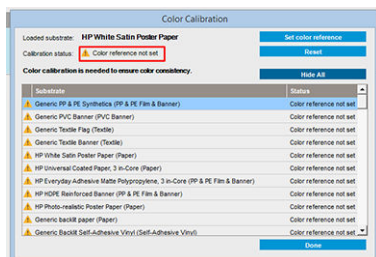 Color Calibration
Loaded substrate: HP White Satin Poster Paper
Set color reference
Calibration status: Color reference not set
Reset
Color calibration is needed to ensure color consistency.
Hide All
Substrate Status
Generic PP & PE Synthetics (PP & PE Film & Banner) Color reference not set
Generic PVC Banner (PVC Banner) Color reference not set
Generic Textile Flag (Textile) Color reference not set
Generic Textile Banner (Textile) Color reference not set
HP White Satin Poster Paper (Paper) Color reference not set
HP Universal Coated Paper, 3 in-Core (Paper) Color reference not set
HP Everyday Adhesive Matte Polypropylene, 3 in-Core (PP & PE Film & Banner) Color reference not set
HP HDPE Reinforced Banner (PP & PE Film & Banner) Color reference not set
HP Photo-realistic Poster Paper (Paper) Color reference not set
Generic backlit paper (Paper) Color reference not set
Generic Backlit Self-Adhesive Vinyl (Self-Adhesive Vinyl) Color reference not set
Done